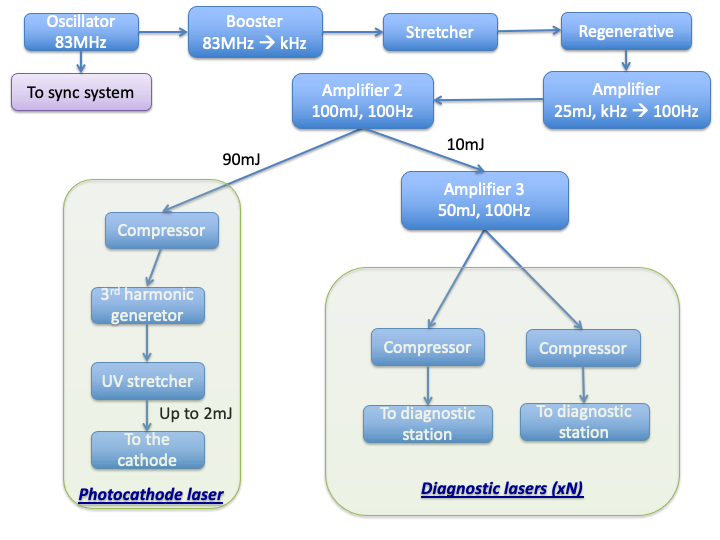 Oscillator
83MHz
Booster
83MHz → kHz
Stretcher
Regenerative
To sync system
Amplifier 2
100mJ, 100Hz
Amplifier
25mJ, kHz → 100Hz
90mJ
10mJ
Amplifier 3
50mJ, 100Hz
Compressor
3rd harmonic
generetor
UV stretcher
Up to 2mJ
To the
cathode
Photocathode laser
Compressor
Compressor
To diagnostic
station
To diagnostic
station
Diagnostic lasers (xN)